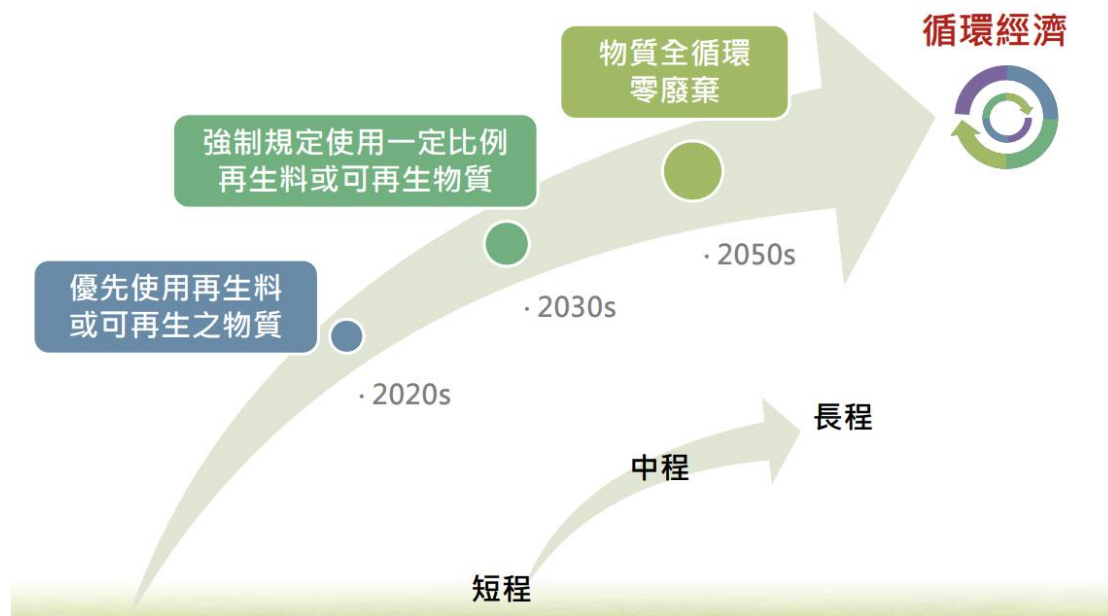 循環經濟
物質全循環
零廢棄
強制規定使用一定比例
再生料或可再生物質
· 2050s
優先使用再生料
或可再生之物質
· 2030s
· 2020s
長程
中程
短程